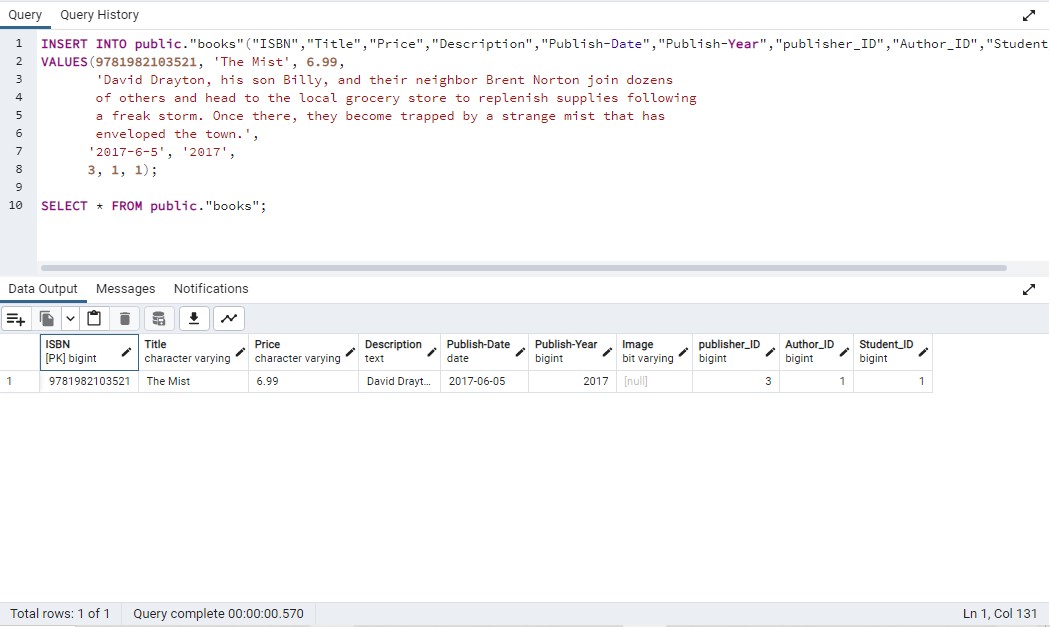 Query Query History
1 INSERT INTO public."books"("ISBN","Title","Price","Description","Publish-Date","Publish-Year","publisher_ID","Author_ID","Student
2 VALUES(9781982103521, 'The Mist', 6.99,
3 'David Drayton, his son Billy, and their neighbor Brent Norton join dozens
4 of others and head to the local grocery store to replenish supplies following
5 a freak storm. Once there, they become trapped by a strange mist that has
6 enveloped the town.',
7 '2017-6-5', '2017',
8 3, 1, 1);
9
10 SELECT * FROM public."books";
Data Output Messages Notifications
ISBN Title Price Description Publish-Date Publish-Year Image publisher_ID Author_ID Student_ID
[PK] bigint character varying character varying text date bigint bit varying bigint bigint bigint
1 9781982103521 The Mist 6.99 David Drayt... 2017-06-05 2017 [null] 3 1 1
Total rows: 1 of 1 Query complete 00:00:00.570 Ln 1, Col 131